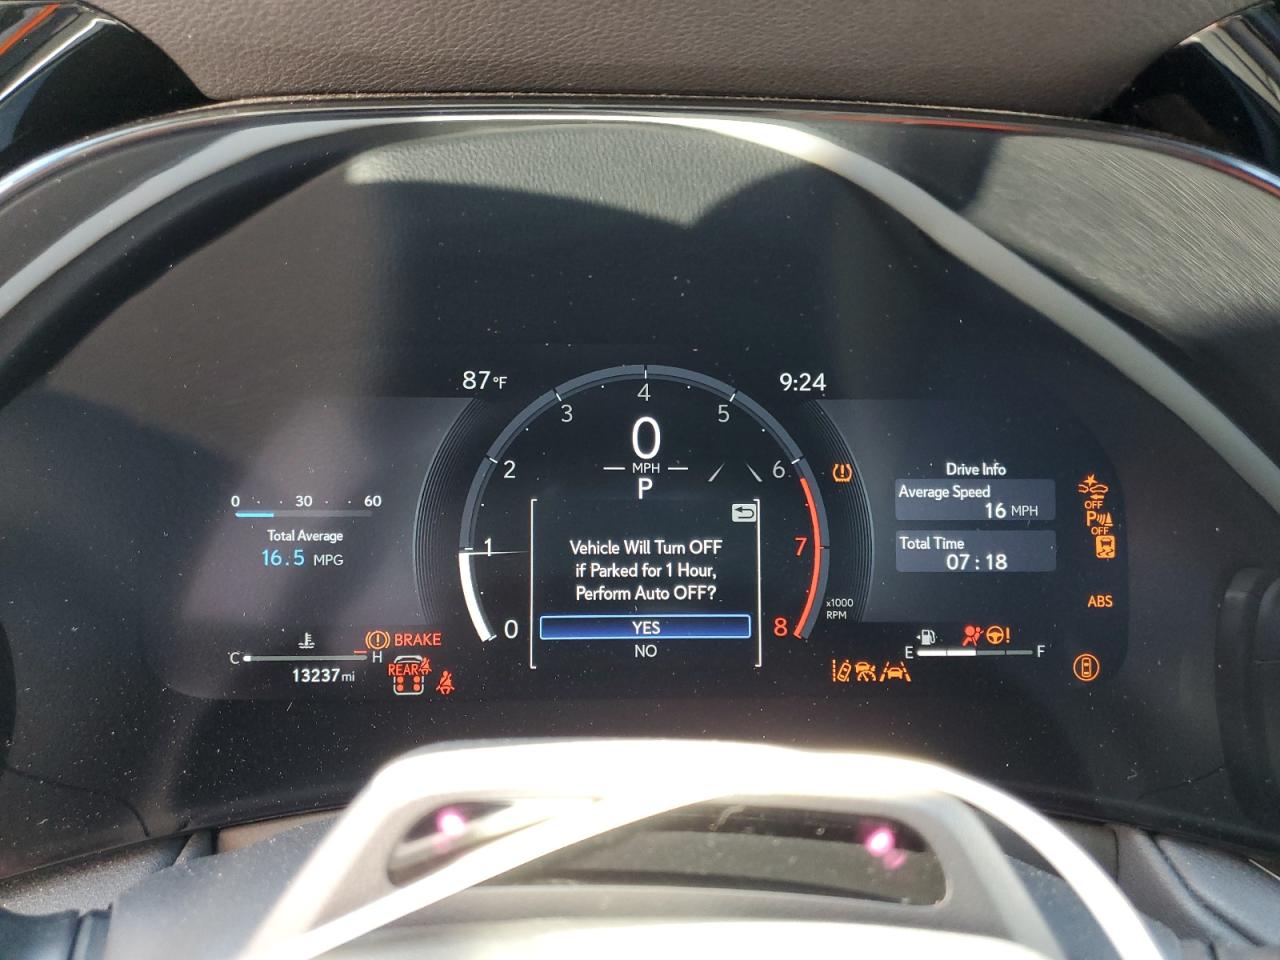 87°F
9:24
4
3
5
0
2
MPH
6
P
0 30 60
Total Average
16.5 MPG
1
7
0
8
x1000
RPM
Vehicle Will Turn OFF
if Parked for 1 Hour,
Perform Auto OFF?
YES
NO
Drive Info
Average Speed
16 MPH
Total Time
07:18
OFF
P
OFF
ABS
BRAKE
C H
13237mi
REAR
E F